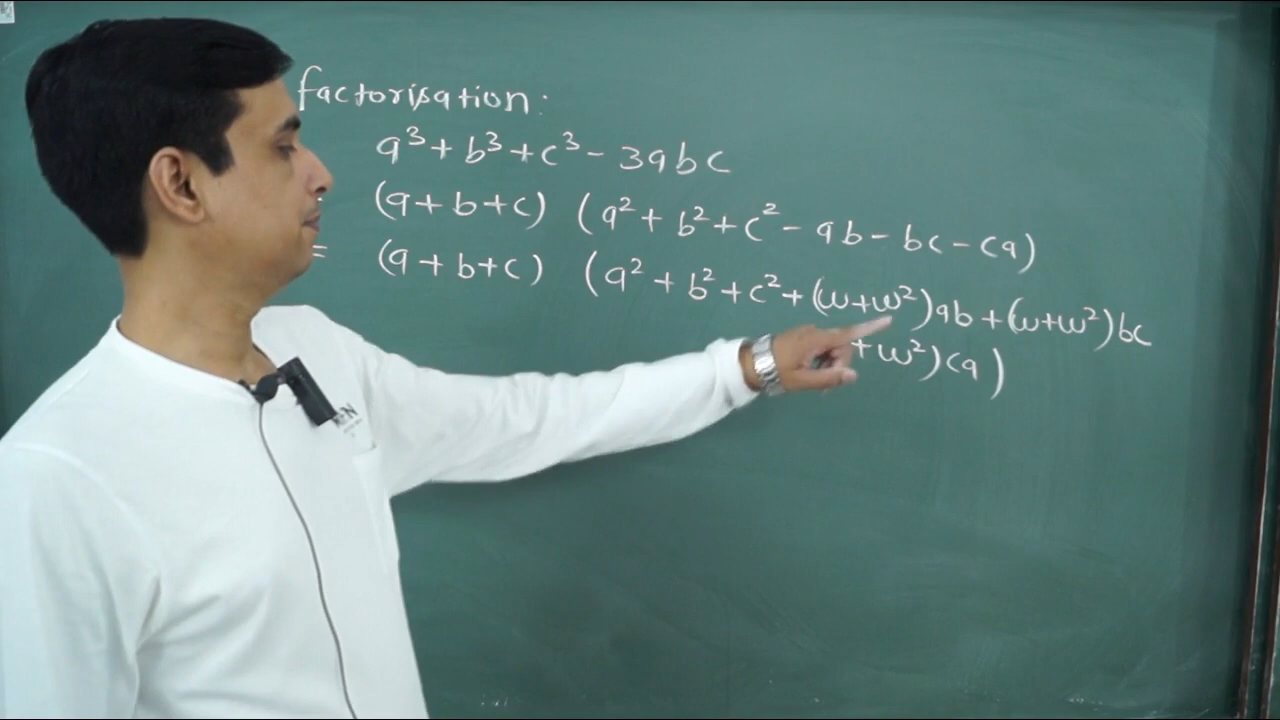 factorisation:
a³ + b³ + c³ - 3abc
(a + b + c) (a² + b² + c² - ab - bc - ca)
= (a + b + c) (a² + b² + c² + (ω+ω²)ab + (ω+ω²)bc
+ ω²)ca)